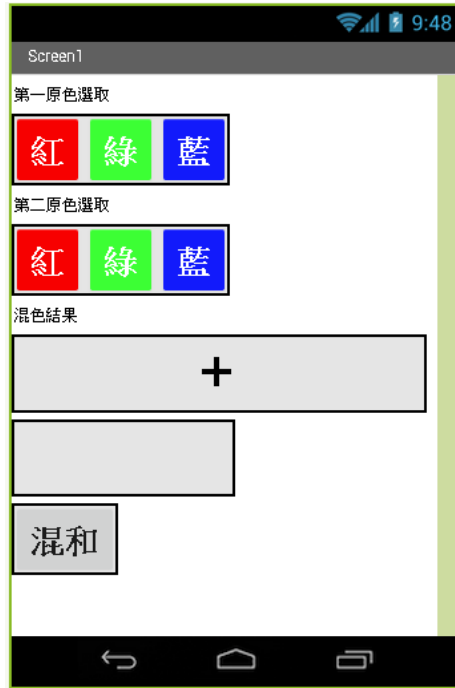 9:48
Screen1
第一原色選取
紅 綠 藍
第二原色選取
紅 綠 藍
混色結果
+
混和